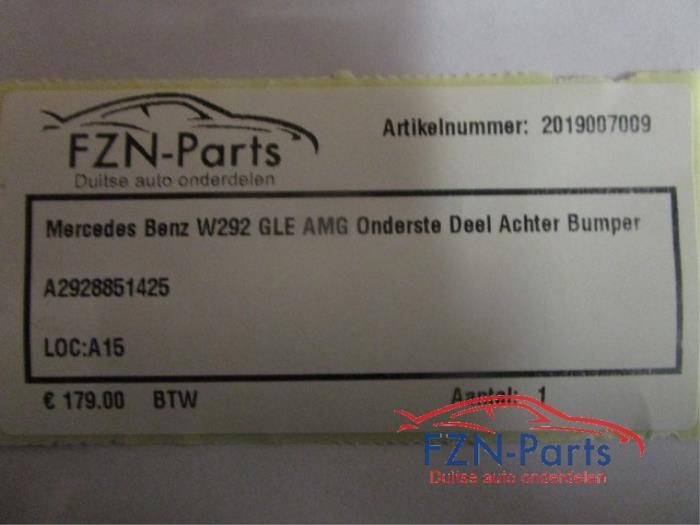 FZN-Parts
Duitse auto onderdelen
Artikelnummer: 2019007009
Mercedes Benz W292 GLE AMG Onderste Deel Achter Bumper
A2928851425
LOC:A15
€ 179.00 BTW
Aantal: 1
FZN-Parts
Duitse auto onderdelen